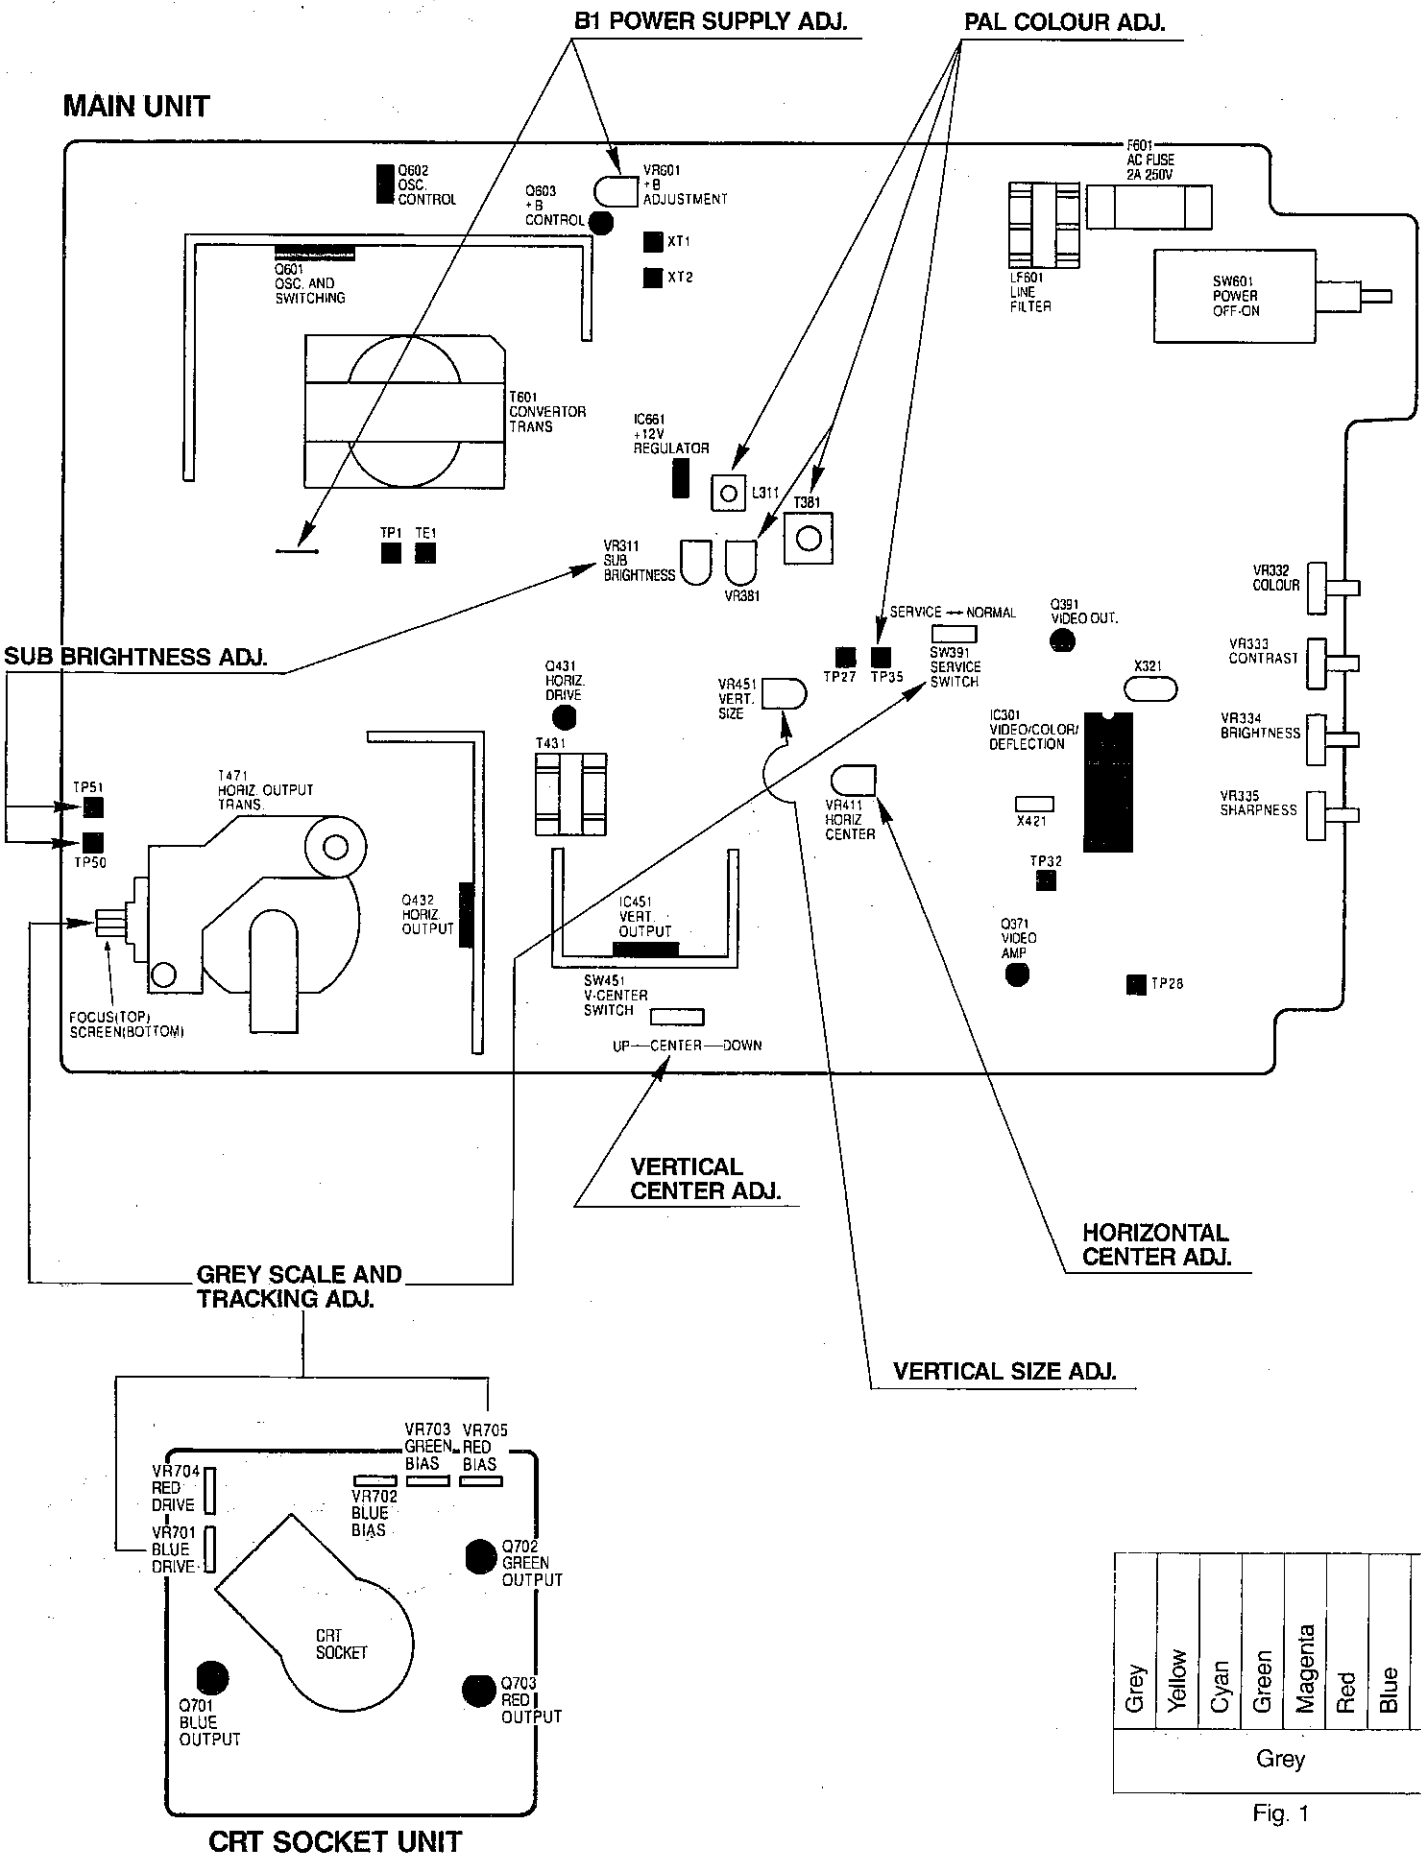 B1 POWER SUPPLY ADJ.
PAL COLOUR ADJ.
MAIN UNIT
Q602
OSC.
CONTROL
Q603
+B
CONTROL
VR601
+B
ADJUSTMENT
F601
AC FUSE
2A 250V
XT1
XT2
Q601
OSC. AND
SWITCHING
LF601
LINE
FILTER
SW601
POWER
OFF-ON
T601
CONVERTOR
TRANS
IC661
+12V
REGULATOR
L311
T381
TP1
TE1
VR311
SUB
BRIGHTNESS
VR381
VR332
COLOUR
SERVICE ↔ NORMAL
SW391
SERVICE
SWITCH
Q391
VIDEO OUT.
SUB BRIGHTNESS ADJ.
Q431
HORIZ.
DRIVE
TP27
TP35
VR333
CONTRAST
X321
VR451
VERT.
SIZE
IC301
VIDEO/COLOR/
DEFLECTION
VR334
BRIGHTNESS
T431
TP51
T471
HORIZ. OUTPUT
TRANS.
VR411
HORIZ
CENTER
X421
VR335
SHARPNESS
TP50
TP32
Q432
HORIZ.
OUTPUT
IC451
VERT.
OUTPUT
Q371
VIDEO
AMP
TP28
SW451
V-CENTER
SWITCH
FOCUS(TOP)
SCREEN(BOTTOM)
UP—CENTER—DOWN
VERTICAL
CENTER ADJ.
HORIZONTAL
CENTER ADJ.
GREY SCALE AND
TRACKING ADJ.
VERTICAL SIZE ADJ.
VR703
GREEN
BIAS
VR705
RED
BIAS
VR704
RED
DRIVE
VR702
BLUE
BIAS
VR701
BLUE
DRIVE
Q702
GREEN
OUTPUT
CRT
SOCKET
Q701
BLUE
OUTPUT
Q703
RED
OUTPUT
CRT SOCKET UNIT
Grey
Yellow
Cyan
Green
Magenta
Red
Blue
Grey
Fig. 1